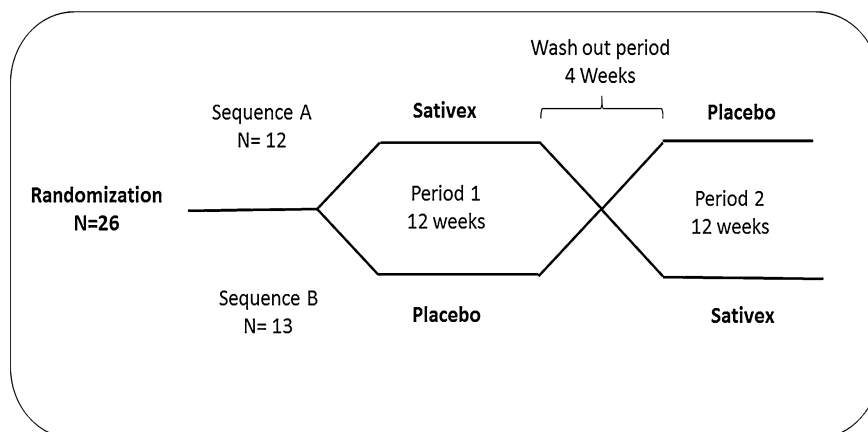 Wash out period
4 Weeks
Sequence A
N= 12
Sativex
Placebo
Randomization
N=26
Period 1
12 weeks
Period 2
12 weeks
Sequence B
N= 13
Placebo
Sativex